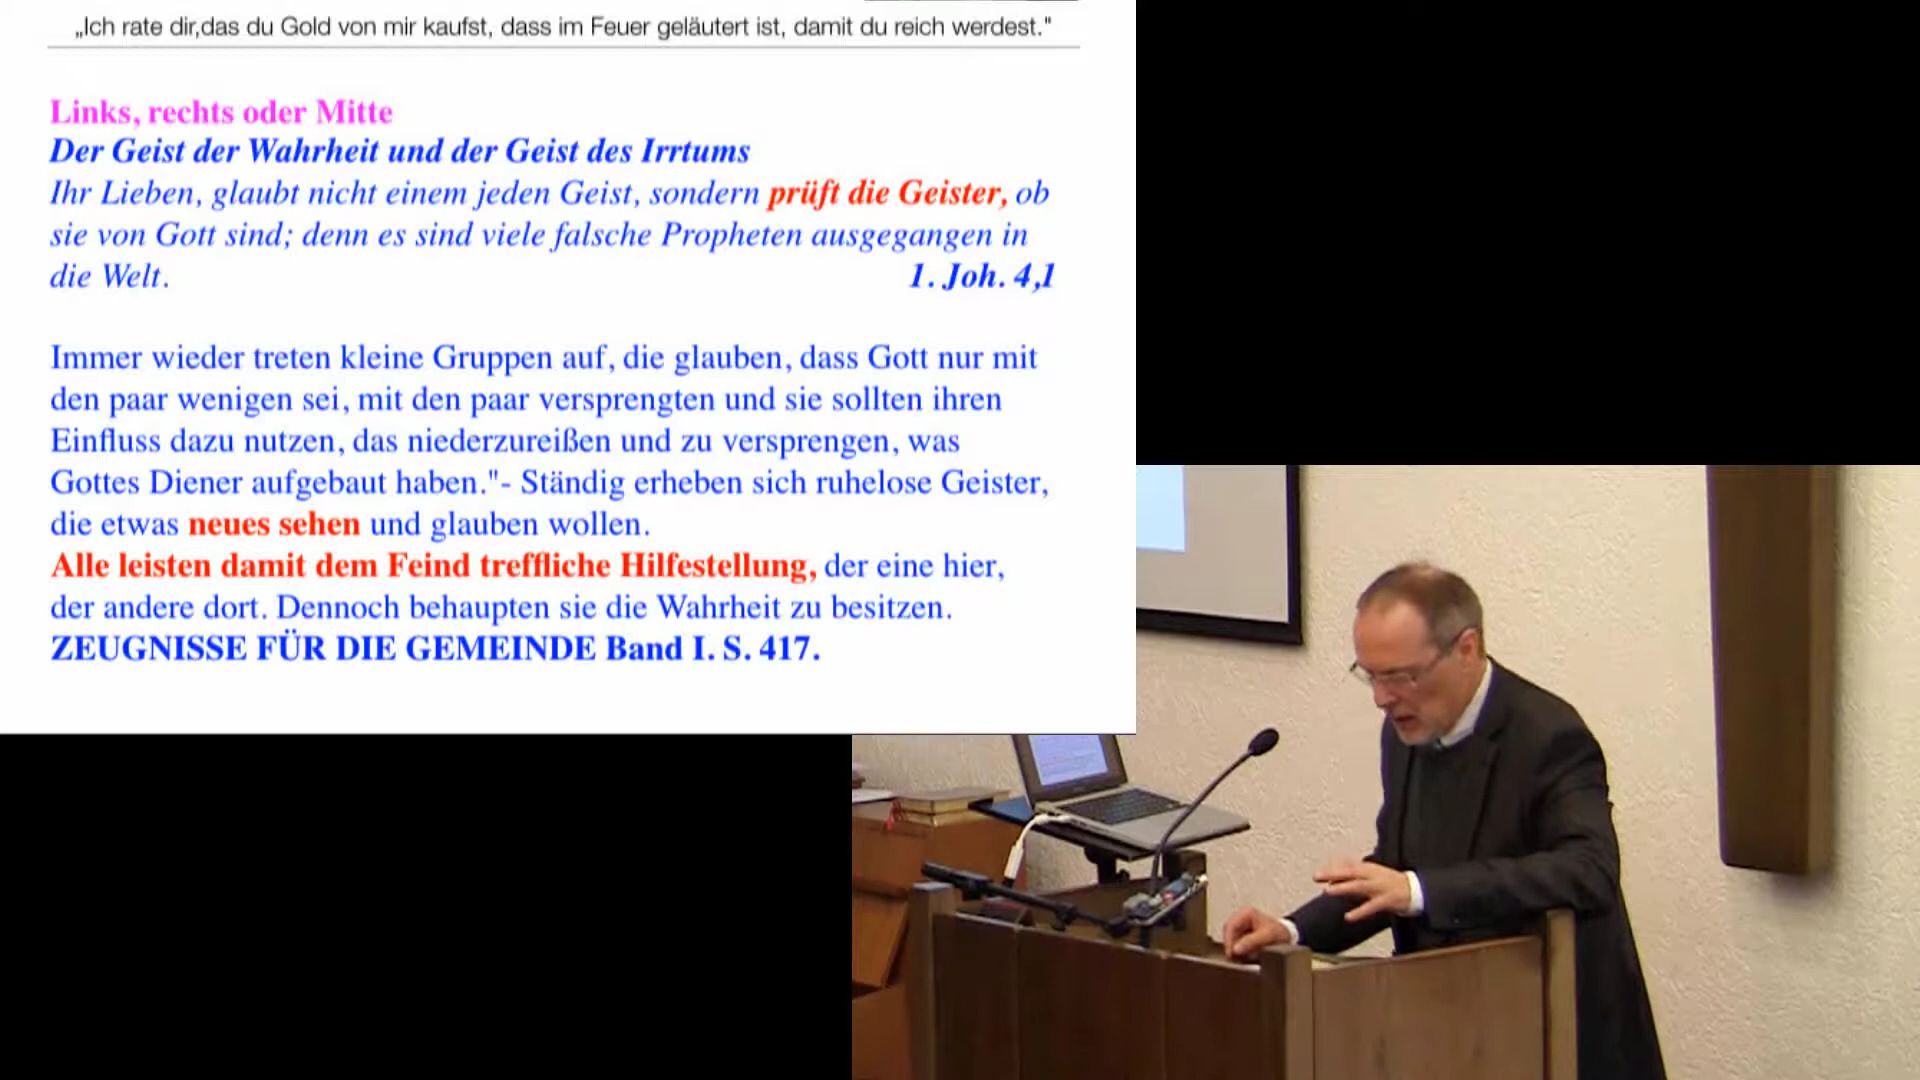 „Ich rate dir,das du Gold von mir kaufst, dass im Feuer geläutert ist, damit du reich werdest."
Links, rechts oder Mitte
Der Geist der Wahrheit und der Geist des Irrtums
Ihr Lieben, glaubt nicht einem jeden Geist, sondern prüft die Geister, ob
sie von Gott sind; denn es sind viele falsche Propheten ausgegangen in
die Welt. 1. Joh. 4,1
Immer wieder treten kleine Gruppen auf, die glauben, dass Gott nur mit
den paar wenigen sei, mit den paar versprengten und sie sollten ihren
Einfluss dazu nutzen, das niederzureißen und zu versprengen, was
Gottes Diener aufgebaut haben."- Ständig erheben sich ruhelose Geister,
die etwas neues sehen und glauben wollen.
Alle leisten damit dem Feind treffliche Hilfestellung, der eine hier,
der andere dort. Dennoch behaupten sie die Wahrheit zu besitzen.
ZEUGNISSE FÜR DIE GEMEINDE Band I. S. 417.